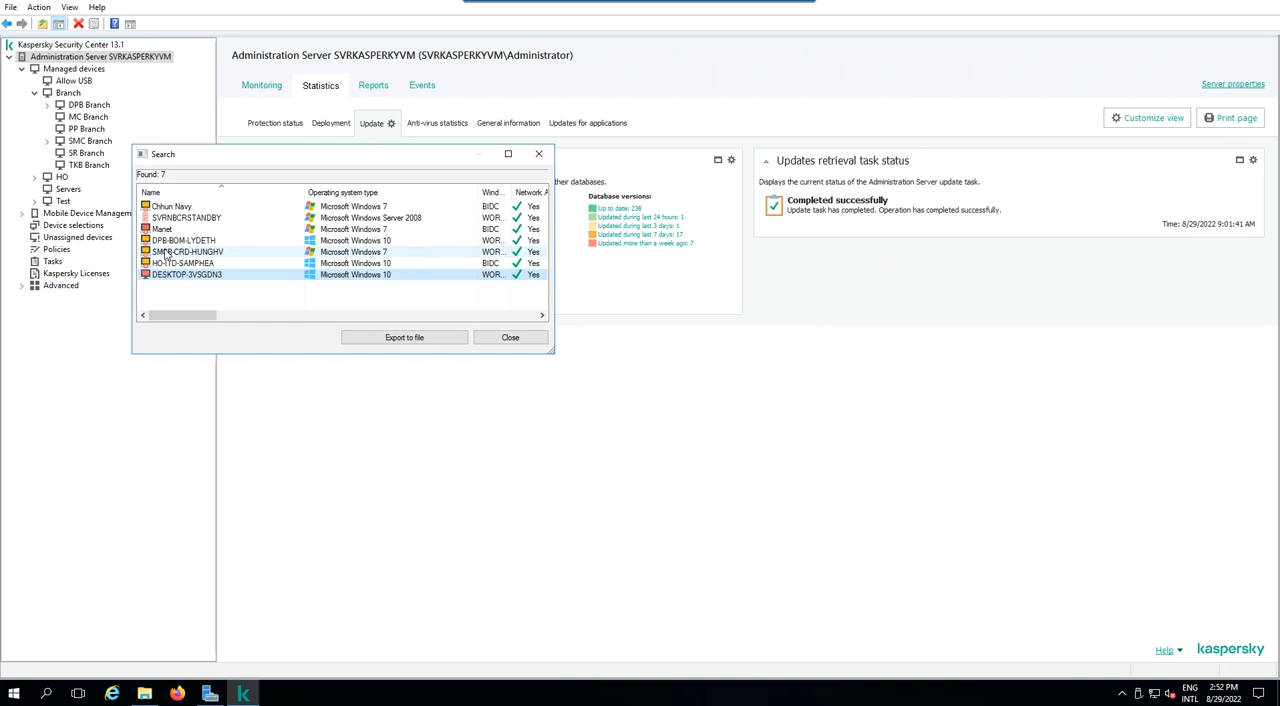 File Action View Help
Kaspersky Security Center 13.1
Administration Server SVRKASPERKYVM
Managed devices
Allow USB
Branch
DPB Branch
MC Branch
PP Branch
SMC Branch
SR Branch
TKB Branch
HO
Servers
Test
Mobile Device Managem
Device selections
Unassigned devices
Policies
Tasks
Kaspersky Licenses
Advanced
Administration Server SVRKASPERKYVM (SVRKASPERKYVM\Administrator)
Monitoring Statistics Reports Events
Server properties
Protection status Deployment Update Anti-virus statistics General information Updates for applications
Customize view Print page
Search
Found: 7
Name Operating system type Wind... Network A
Chhun Navy Microsoft Windows 7 BIDC Yes
SVRNBCRSTANDBY Microsoft Windows Server 2008 WOR... Yes
Manet Microsoft Windows 7 BIDC Yes
DPB-BOM-LYDETH Microsoft Windows 10 WOR... Yes
-CRD-HUNGHV Microsoft Windows 7 WOR... Yes
HO-ITD-SAMPHEA Microsoft Windows 10 BIDC Yes
DESKTOP-3VSGDN3 Microsoft Windows 10 WOR... Yes
Export to file Close
their databases.
Database versions:
Up to date: 238
Updated during last 24 hours: 1
Updated during last 3 days: 1
Updated during last 7 days: 17
Updated more than a week ago: 7
Updates retrieval task status
Displays the current status of the Administration Server update task.
Completed successfully
Update task has completed. Operation has completed successfully.
Time: 8/29/2022 9:01:41 AM
Help kaspersky
ENG
INTL
2:52 PM
8/29/2022